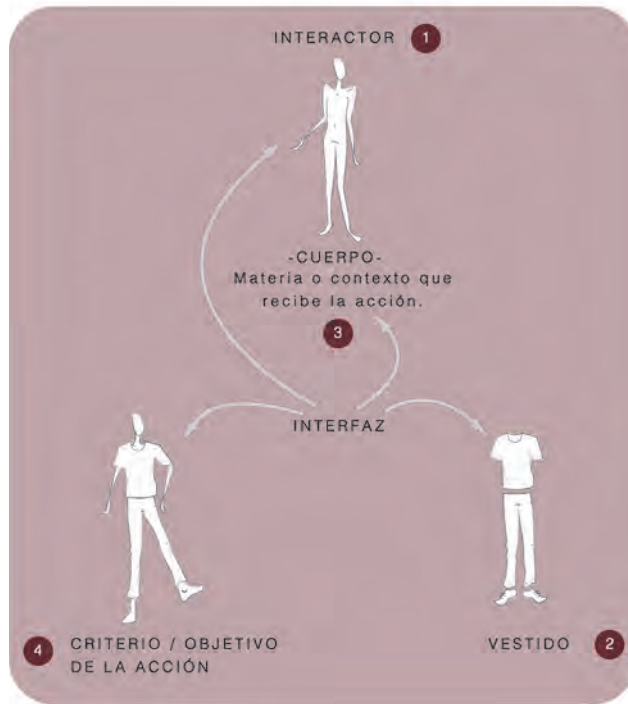 INTERACTOR 1
-CUERPO-
Materia o contexto que
recibe la acción.
3
INTERFAZ
4 CRITERIO / OBJETIVO
DE LA ACCIÓN
VESTIDO 2